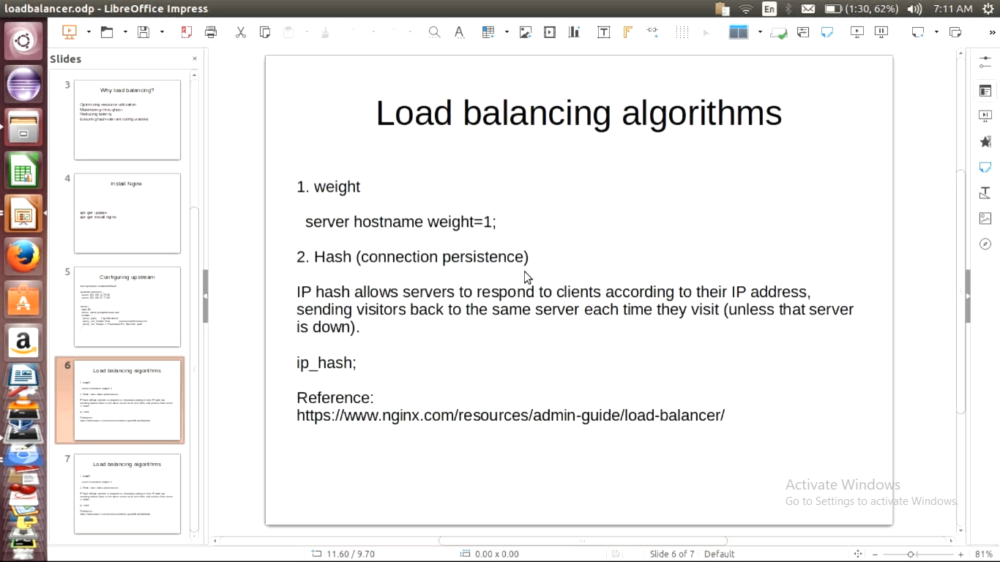 loadbalancer.odp - LibreOffice Impress
En
(1:30, 62%)
7:11 AM
Slides
3
Why load balancing?
Optimizing resource utilization
Maximizing throughput
Reducing latency
Ensuring fault-tolerant configurations
4
Install Nginx
apt-get update
apt-get install nginx
5
Configuring upstream
6
Load balancing algorithms
7
Load balancing algorithms
Load balancing algorithms
1. weight
server hostname weight=1;
2. Hash (connection persistence)
IP hash allows servers to respond to clients according to their IP address,
sending visitors back to the same server each time they visit (unless that server
is down).
ip_hash;
Reference:
https://www.nginx.com/resources/admin-guide/load-balancer/
Activate Windows
Go to Settings to activate Windows.
11.60 / 9.70
0.00 x 0.00
Slide 6 of 7
Default
81%